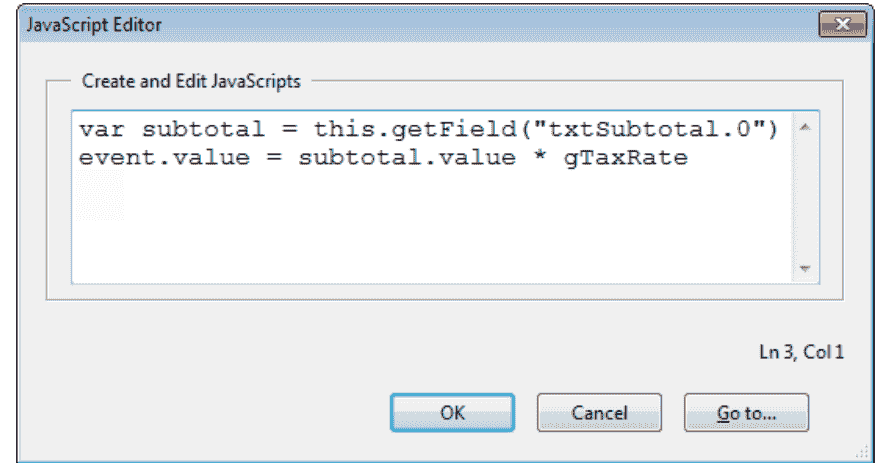 JavaScript Editor
Create and Edit JavaScripts
var subtotal = this.getField("txtSubtotal.0")
event.value = subtotal.value * gTaxRate
Ln 3, Col 1
OK Cancel Go to...